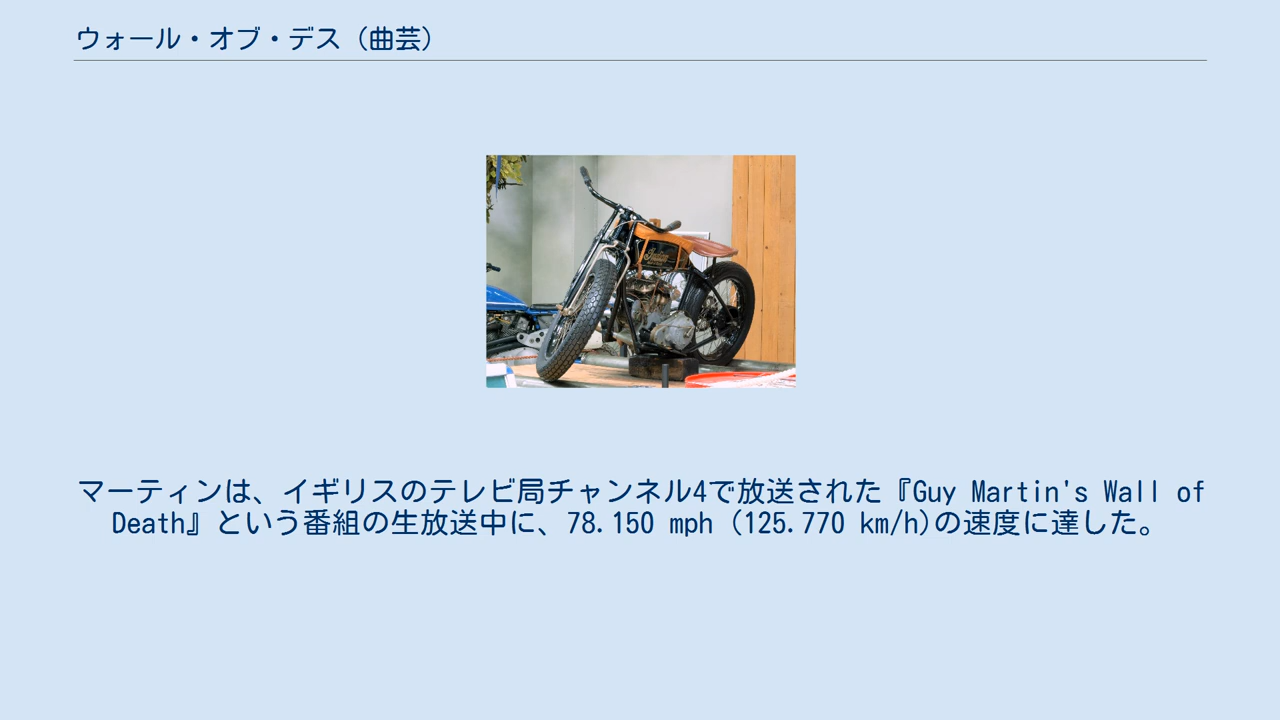 ウォール・オブ・デス（曲芸）
マーティンは、イギリスのテレビ局チャンネル4で放送された『Guy Martin's Wall of
Death』という番組の生放送中に、78.150 mph (125.770 km/h)の速度に達した。